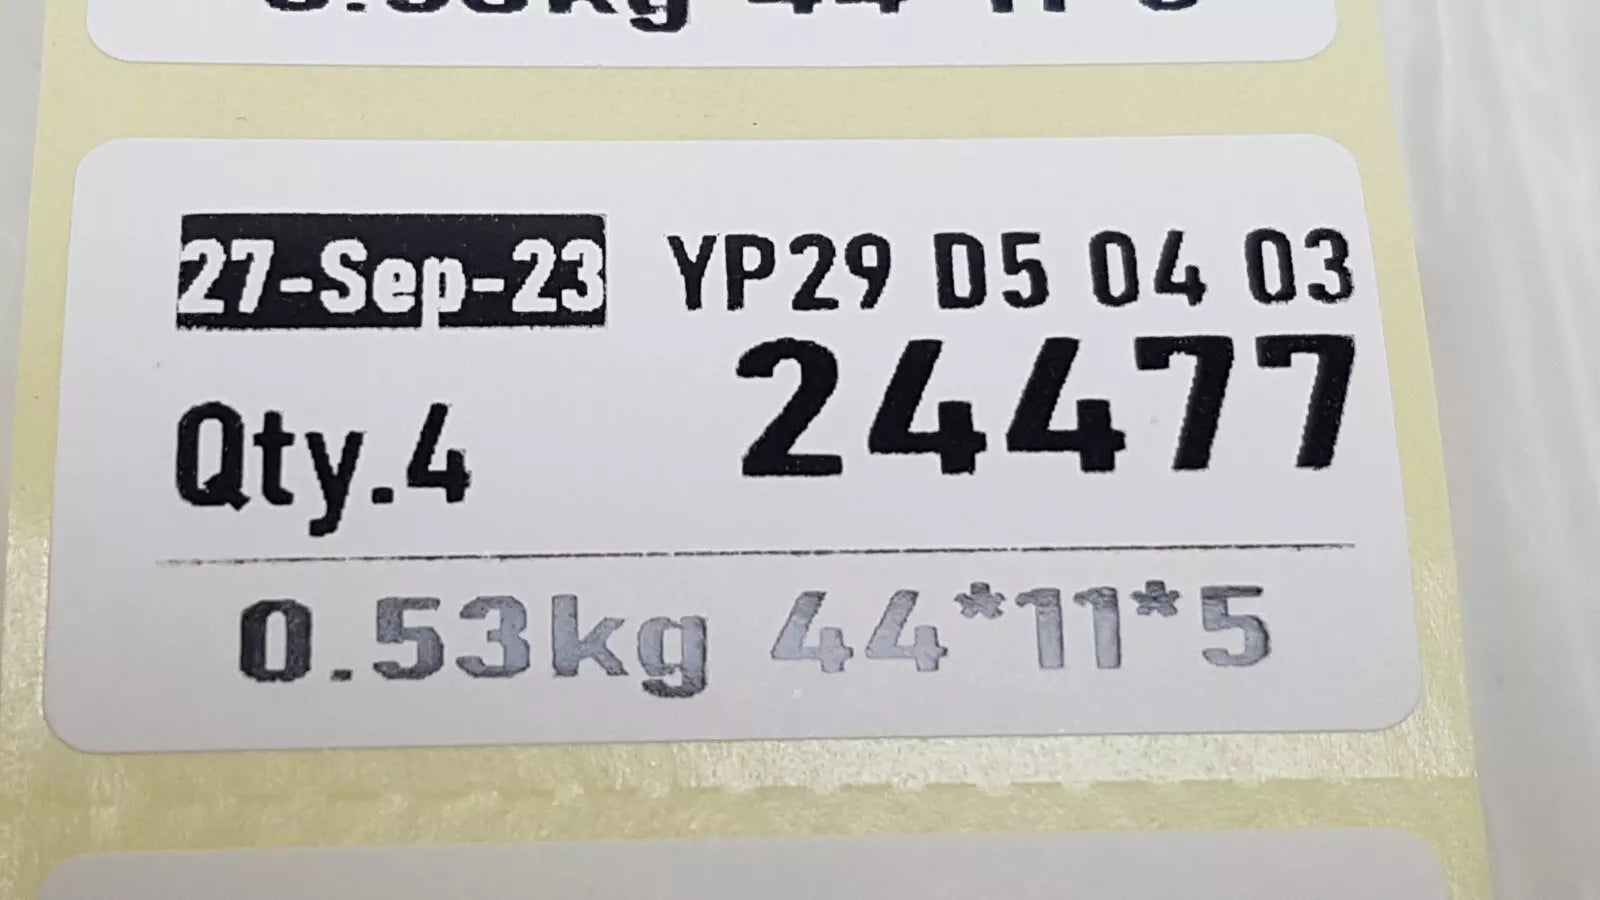 27-Sep-23 YP29 D5 04 03
24477
Qty.4
0.53kg 44*11*5